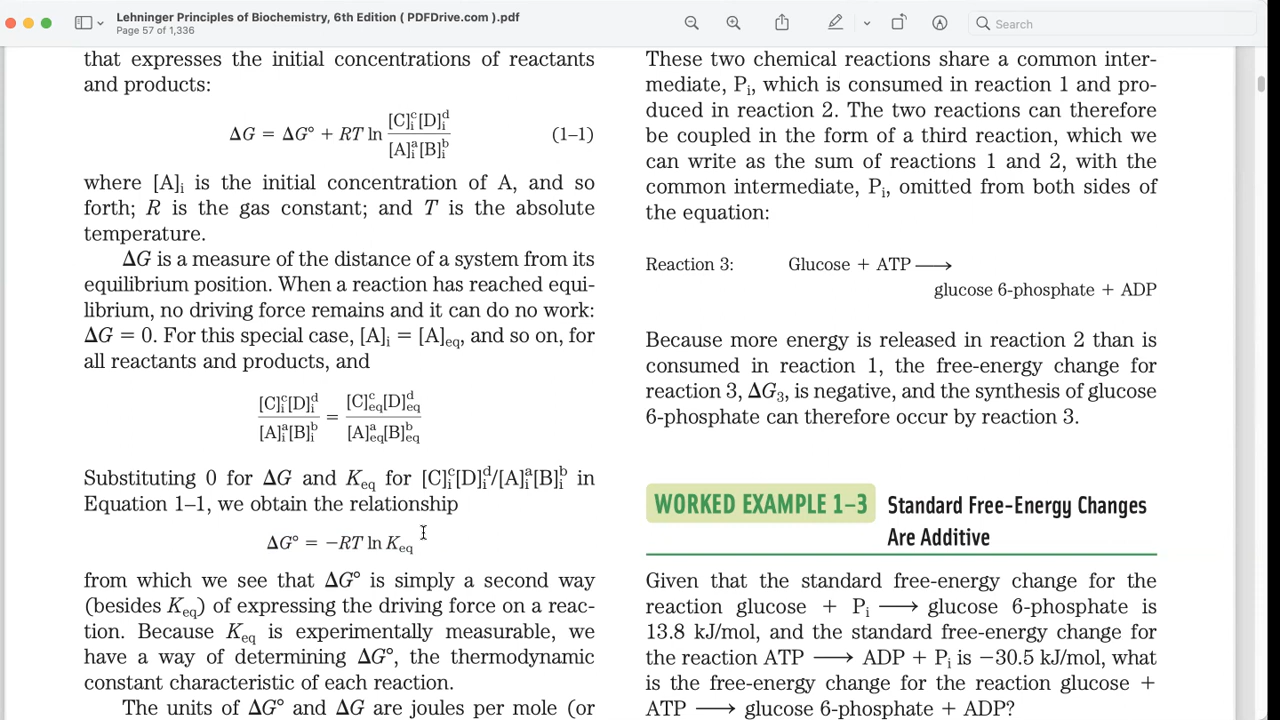 Lehninger Principles of Biochemistry, 6th Edition ( PDFDrive.com ).pdf
Page 57 of 1,336
Search
that expresses the initial concentrations of reactants
and products:
ΔG = ΔG° + RT ln [C]ᵢᶜ[D]ᵢᵈ / [A]ᵢᵃ[B]ᵢᵇ (1–1)
where [A]ᵢ is the initial concentration of A, and so
forth; R is the gas constant; and T is the absolute
temperature.
ΔG is a measure of the distance of a system from its
equilibrium position. When a reaction has reached equi-
librium, no driving force remains and it can do no work:
ΔG = 0. For this special case, [A]ᵢ = [A]eq, and so on, for
all reactants and products, and
[C]ᵢᶜ[D]ᵢᵈ / [A]ᵢᵃ[B]ᵢᵇ = [C]ᶜeq[D]ᵈeq / [A]ᵃeq[B]ᵇeq
Substituting 0 for ΔG and Keq for [C]ᵢᶜ[D]ᵢᵈ/[A]ᵢᵃ[B]ᵢᵇ in
Equation 1–1, we obtain the relationship
ΔG° = −RT ln Keq
from which we see that ΔG° is simply a second way
(besides Keq) of expressing the driving force on a reac-
tion. Because Keq is experimentally measurable, we
have a way of determining ΔG°, the thermodynamic
constant characteristic of each reaction.
The units of ΔG° and ΔG are joules per mole (or
These two chemical reactions share a common inter-
mediate, Pᵢ, which is consumed in reaction 1 and pro-
duced in reaction 2. The two reactions can therefore
be coupled in the form of a third reaction, which we
can write as the sum of reactions 1 and 2, with the
common intermediate, Pᵢ, omitted from both sides of
the equation:
Reaction 3: Glucose + ATP ⟶
glucose 6-phosphate + ADP
Because more energy is released in reaction 2 than is
consumed in reaction 1, the free-energy change for
reaction 3, ΔG₃, is negative, and the synthesis of glucose
6-phosphate can therefore occur by reaction 3.
WORKED EXAMPLE 1–3 Standard Free-Energy Changes
Are Additive
Given that the standard free-energy change for the
reaction glucose + Pᵢ ⟶ glucose 6-phosphate is
13.8 kJ/mol, and the standard free-energy change for
the reaction ATP ⟶ ADP + Pᵢ is −30.5 kJ/mol, what
is the free-energy change for the reaction glucose +
ATP ⟶ glucose 6-phosphate + ADP?